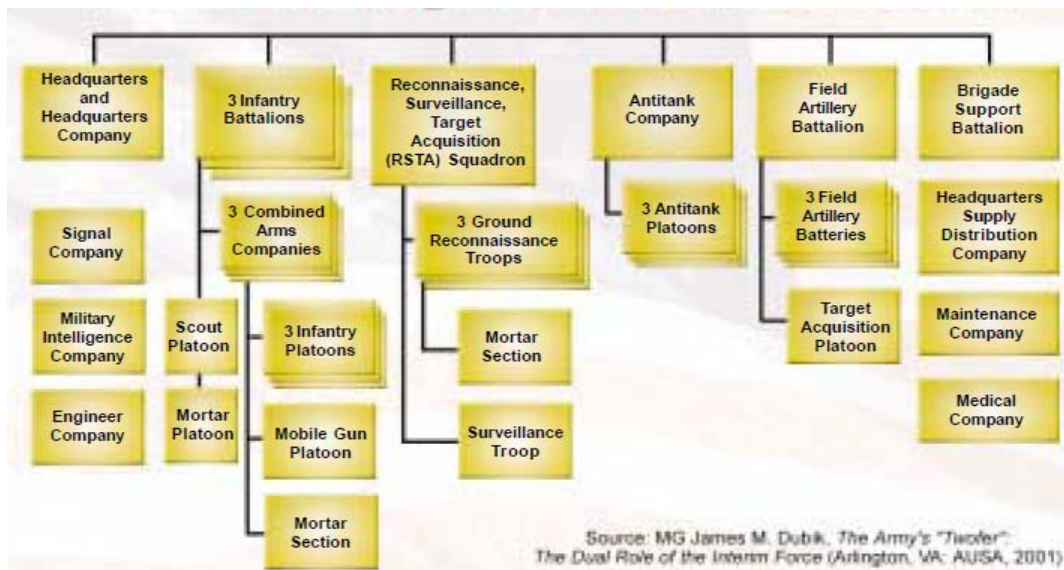 Headquarters
and
Headquarters
Company
3 Infantry
Battalions
Reconnaissance,
Surveillance,
Target
Acquisition
(RSTA) Squadron
Antitank
Company
Field
Artillery
Battalion
Brigade
Support
Battalion
Signal
Company
Military
Intelligence
Company
Engineer
Company
3 Combined
Arms
Companies
Scout
Platoon
Mortar
Platoon
3 Infantry
Platoons
Mobile Gun
Platoon
Mortar
Section
3 Ground
Reconnaissance
Troops
Mortar
Section
Surveillance
Troop
3 Antitank
Platoons
3 Field
Artillery
Batteries
Target
Acquisition
Platoon
Headquarters
Supply
Distribution
Company
Maintenance
Company
Medical
Company
Source: MG James M. Dubik, The Army's "Twofer":
The Dual Role of the Interim Force (Arlington, VA: AUSA, 2001)